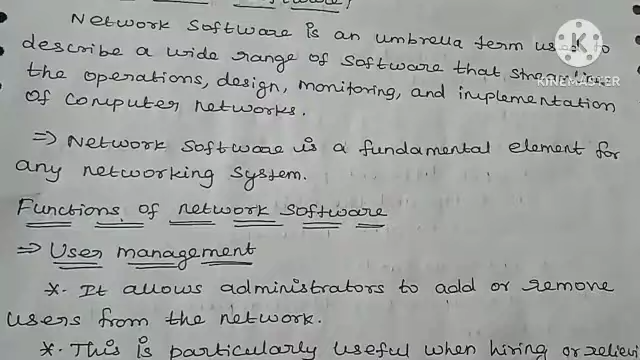 Software?
Network Software is an umbrella term used to
describe a wide range of software that streamline
the operations, design, monitoring, and implementation
of computer networks.
⇒ Network Software is a fundamental element for
any networking system.
Functions of network software
⇒ User management
*. It allows administrators to add or remove
users from the network.
*. This is particularly useful when hiring or
KINEMASTER